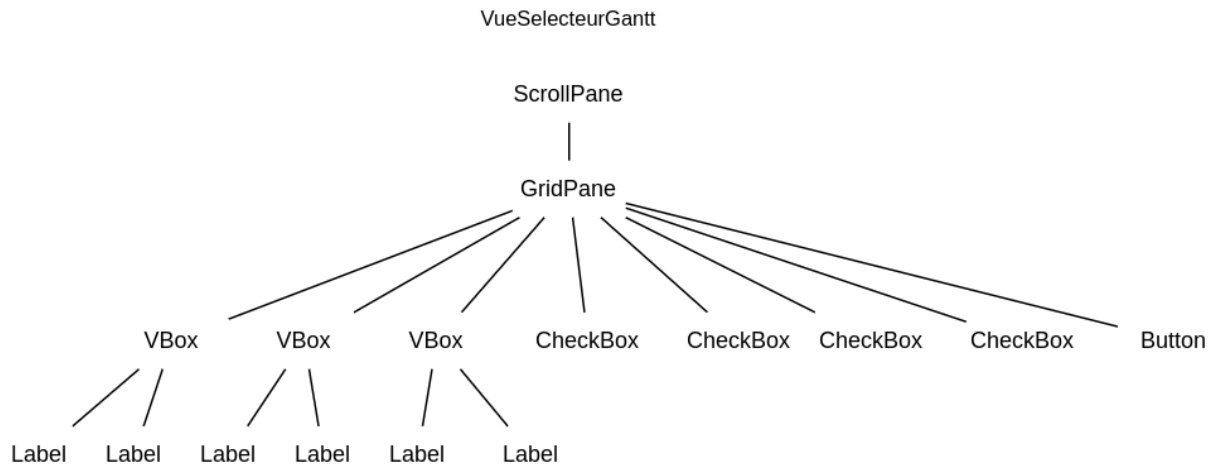 VueSelecteurGantt
ScrollPane
GridPane
VBox VBox VBox CheckBox CheckBox CheckBox CheckBox Button
Label Label Label Label Label Label